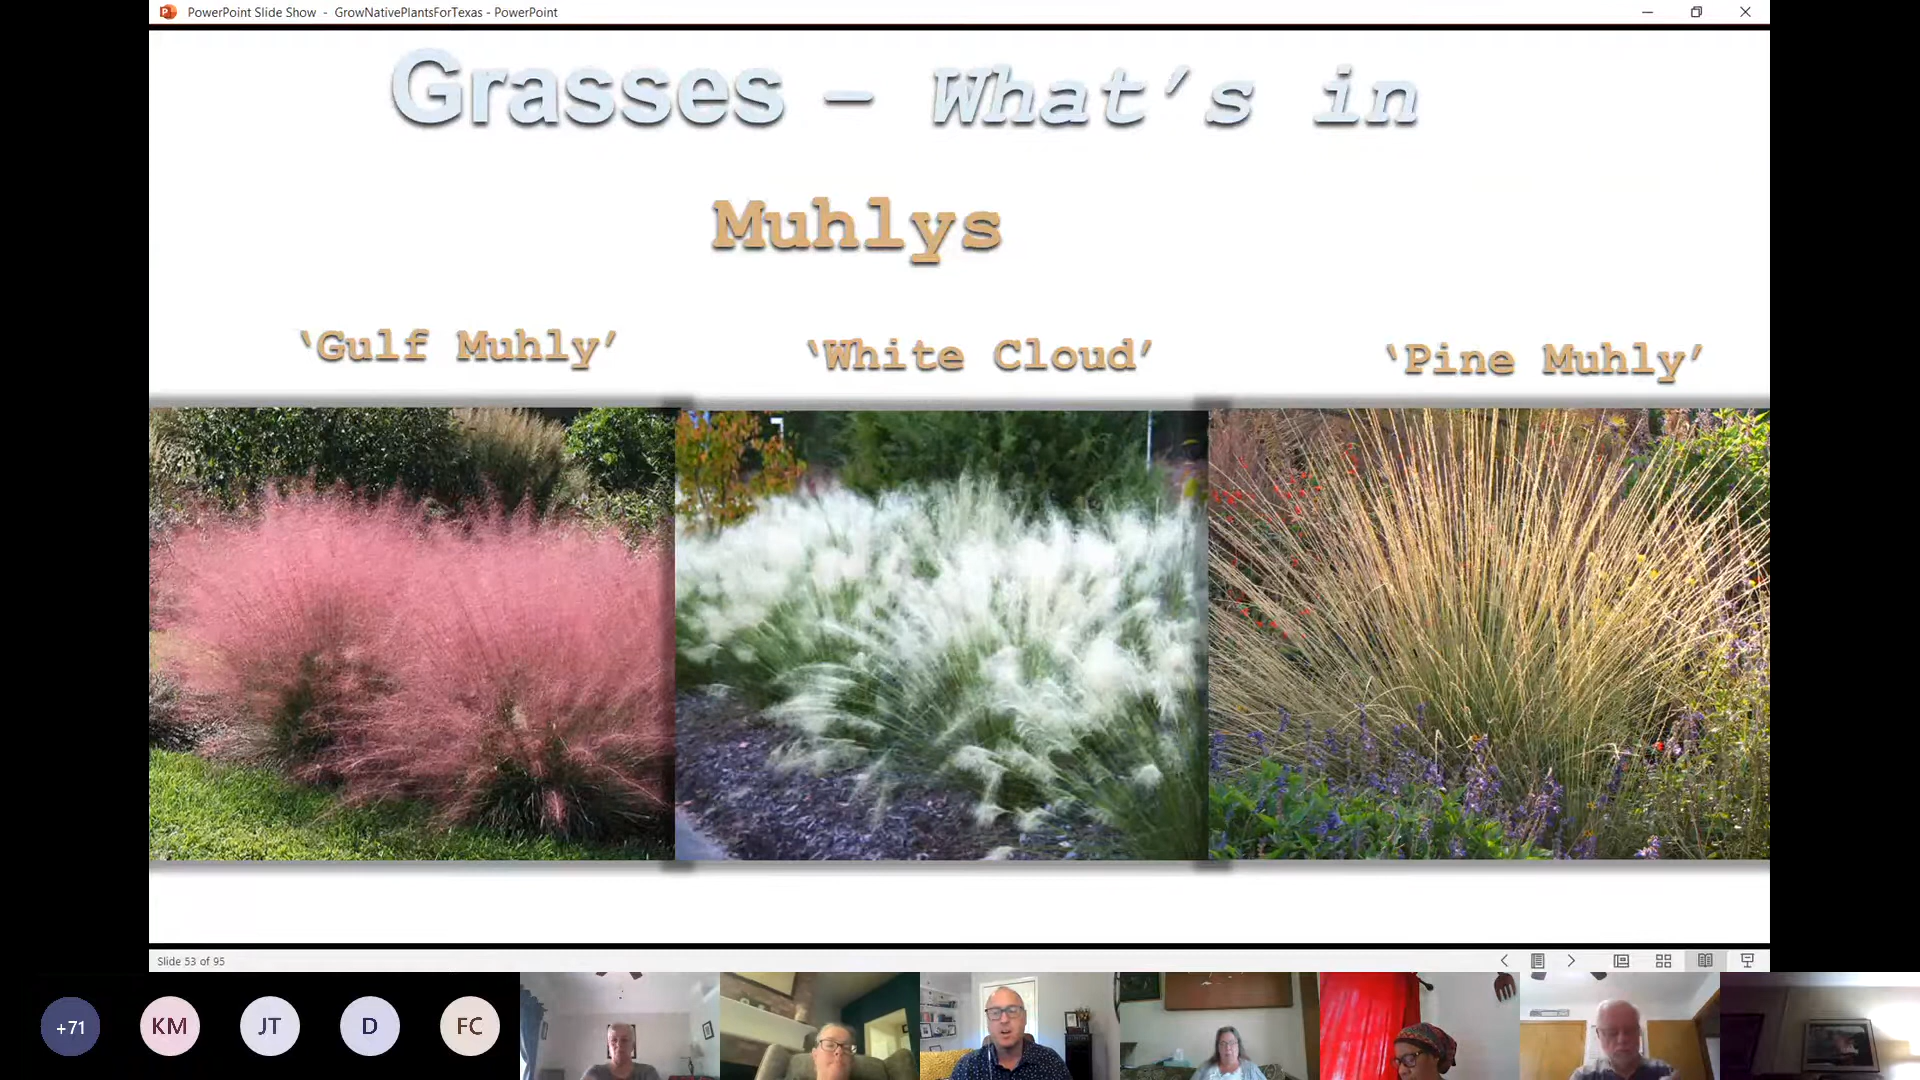 PowerPoint Slide Show - GrowNativePlantsForTexas - PowerPoint
Grasses – What's in
Muhlys
‘Gulf Muhly’
‘White Cloud’
‘Pine Muhly’
Slide 53 of 95
+71
KM
JT
D
FC